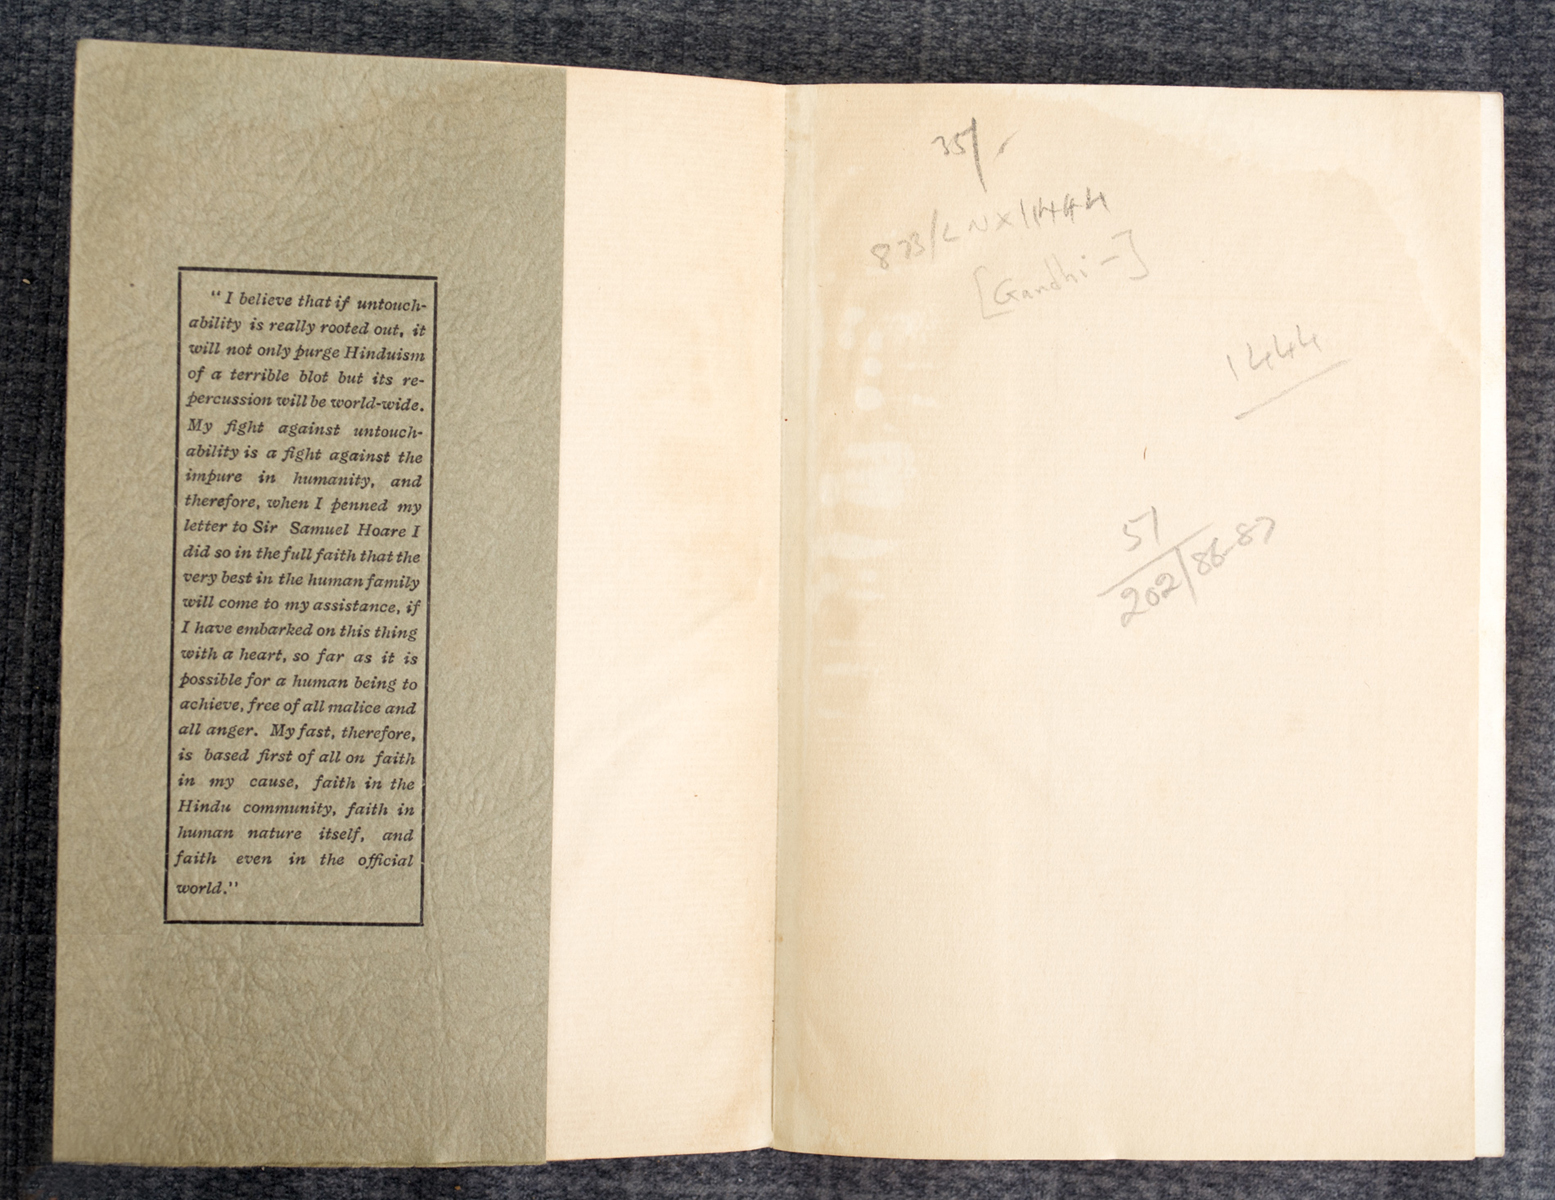 “I believe that if untouch-
ability is really rooted out, it
will not only purge Hinduism
of a terrible blot but its re-
percussion will be world-wide.
My fight against untouch-
ability is a fight against the
impure in humanity, and
therefore, when I penned my
letter to Sir Samuel Hoare I
did so in the full faith that the
very best in the human family
will come to my assistance, if
I have embarked on this thing
with a heart, so far as it is
possible for a human being to
achieve, free of all malice and
all anger. My fast, therefore,
is based first of all on faith
in my cause, faith in the
Hindu community, faith in
human nature itself, and
faith even in the official
world.”
35/-
[Gandhi -]
1444
51
202/86-87